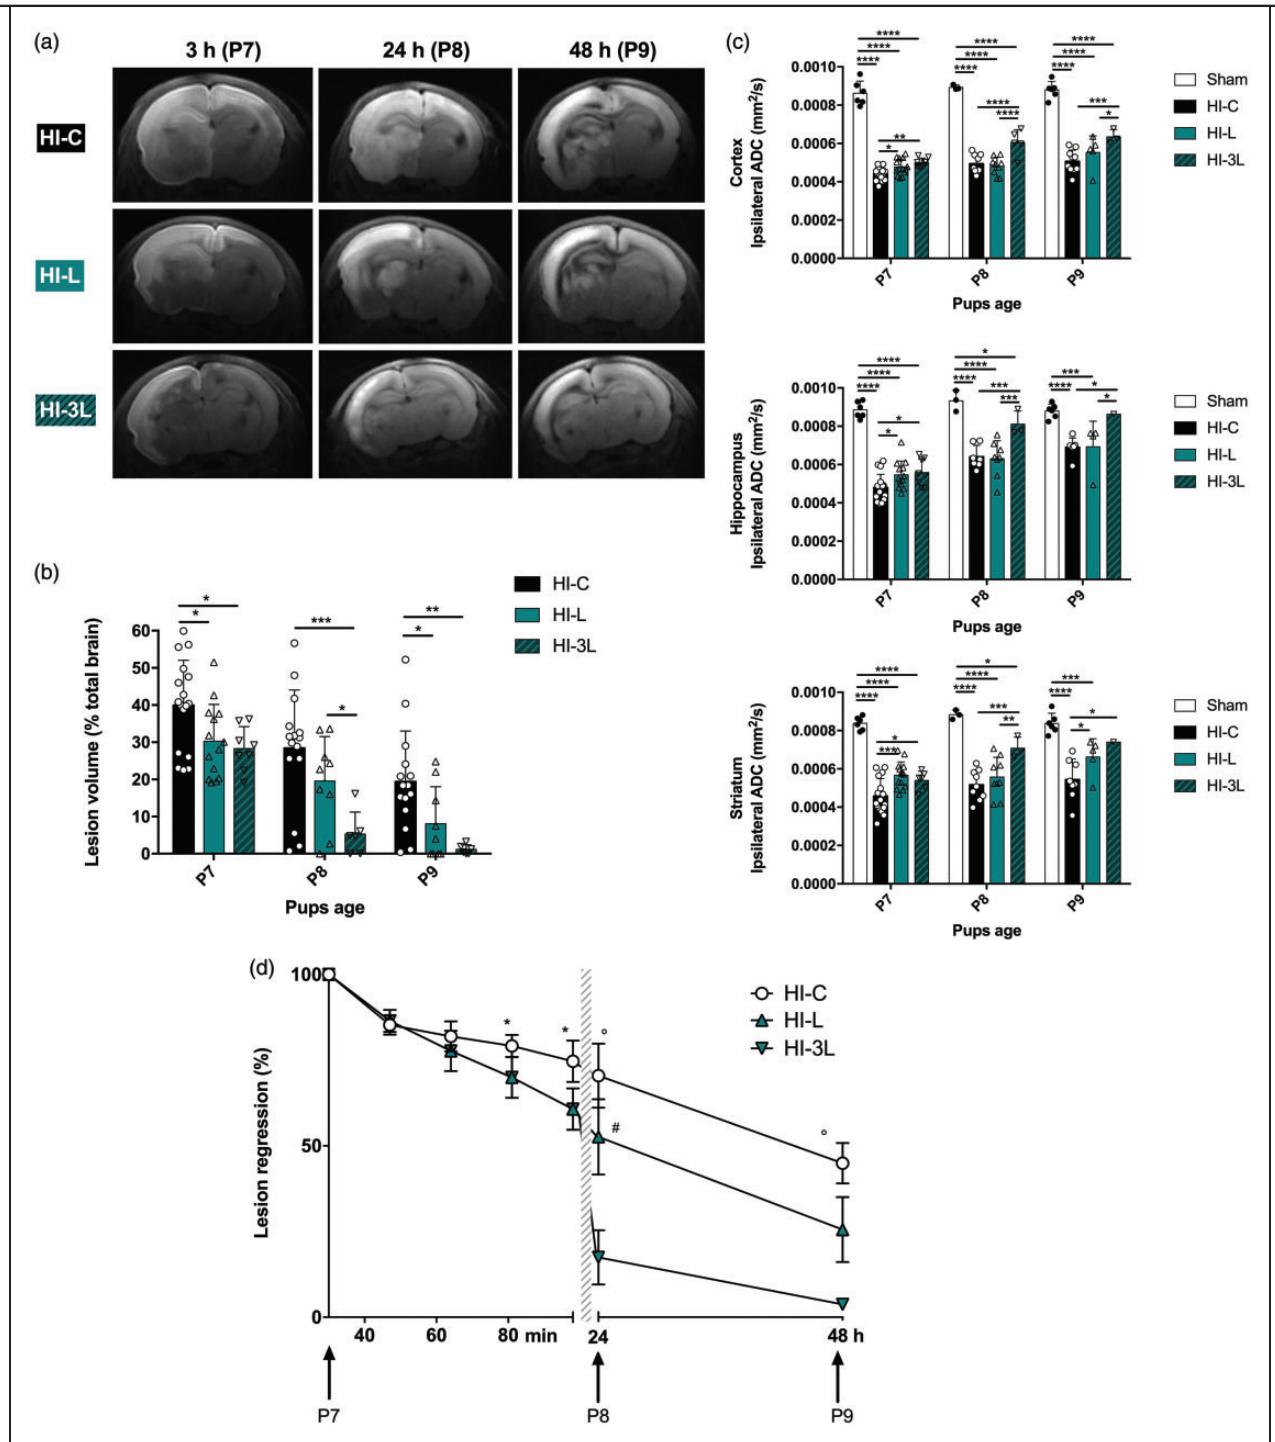 (a)
3 h (P7)
24 h (P8)
48 h (P9)
HI-C
HI-L
HI-3L
(b)
Lesion volume (% total brain)
60
50
40
30
20
10
0
*
*
***
*
**
*
P7
P8
P9
Pups age
HI-C
HI-L
HI-3L
(c)
Cortex
Ipsilateral ADC (mm²/s)
0.0010
0.0008
0.0006
0.0004
0.0002
0.0000
****
****
****
**
*
****
****
****
****
****
****
****
****
***
*
P7
P8
P9
Pups age
Sham
HI-C
HI-L
HI-3L
Hippocampus
Ipsilateral ADC (mm²/s)
0.0010
0.0008
0.0006
0.0004
0.0002
0.0000
****
****
****
*
*
*
****
****
***
***
***
****
*
*
P7
P8
P9
Pups age
Sham
HI-C
HI-L
HI-3L
Striatum
Ipsilateral ADC (mm²/s)
0.0010
0.0008
0.0006
0.0004
0.0002
0.0000
****
****
****
*
***
*
****
****
***
**
***
****
*
*
P7
P8
P9
Pups age
Sham
HI-C
HI-L
HI-3L
(d)
Lesion regression (%)
100
50
0
*
*
°
#
°
HI-C
HI-L
HI-3L
40
60
80 min
24
48 h
P7
P8
P9